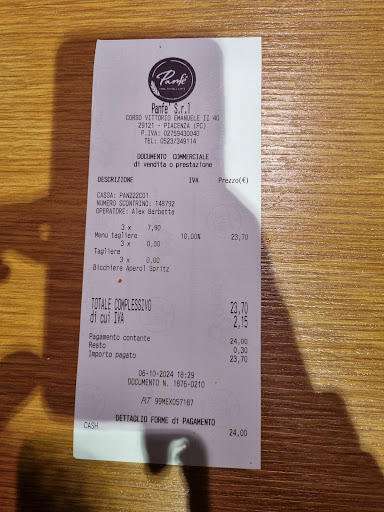 Panfè
Panfe' S.r.l
CORSO VITTORIO EMANUELE II 40
29121 - PIACENZA (PC)
P.IVA: 02759430040
TEL: 0523/349114
DOCUMENTO COMMERCIALE
di vendita o prestazione
DESCRIZIONE IVA Prezzo(€)
CASSA: PAN222C01
NUMERO SCONTRINO: 148792
OPERATORE: Alex Barbetta
3 x 7,90
Menu tagliere 10,00% 23,70
3 x 0,00
Tagliere
3 x 0,00
Bicchiere Aperol Spritz
TOTALE COMPLESSIVO 23,70
di cui IVA 2,15
Pagamento contante 24,00
Resto 0,30
Importo pagato 23,70
06-10-2024 18:29
DOCUMENTO N. 1876-0210
RT 99MEX057187
DETTAGLIO FORME di PAGAMENTO
CASH 24,00